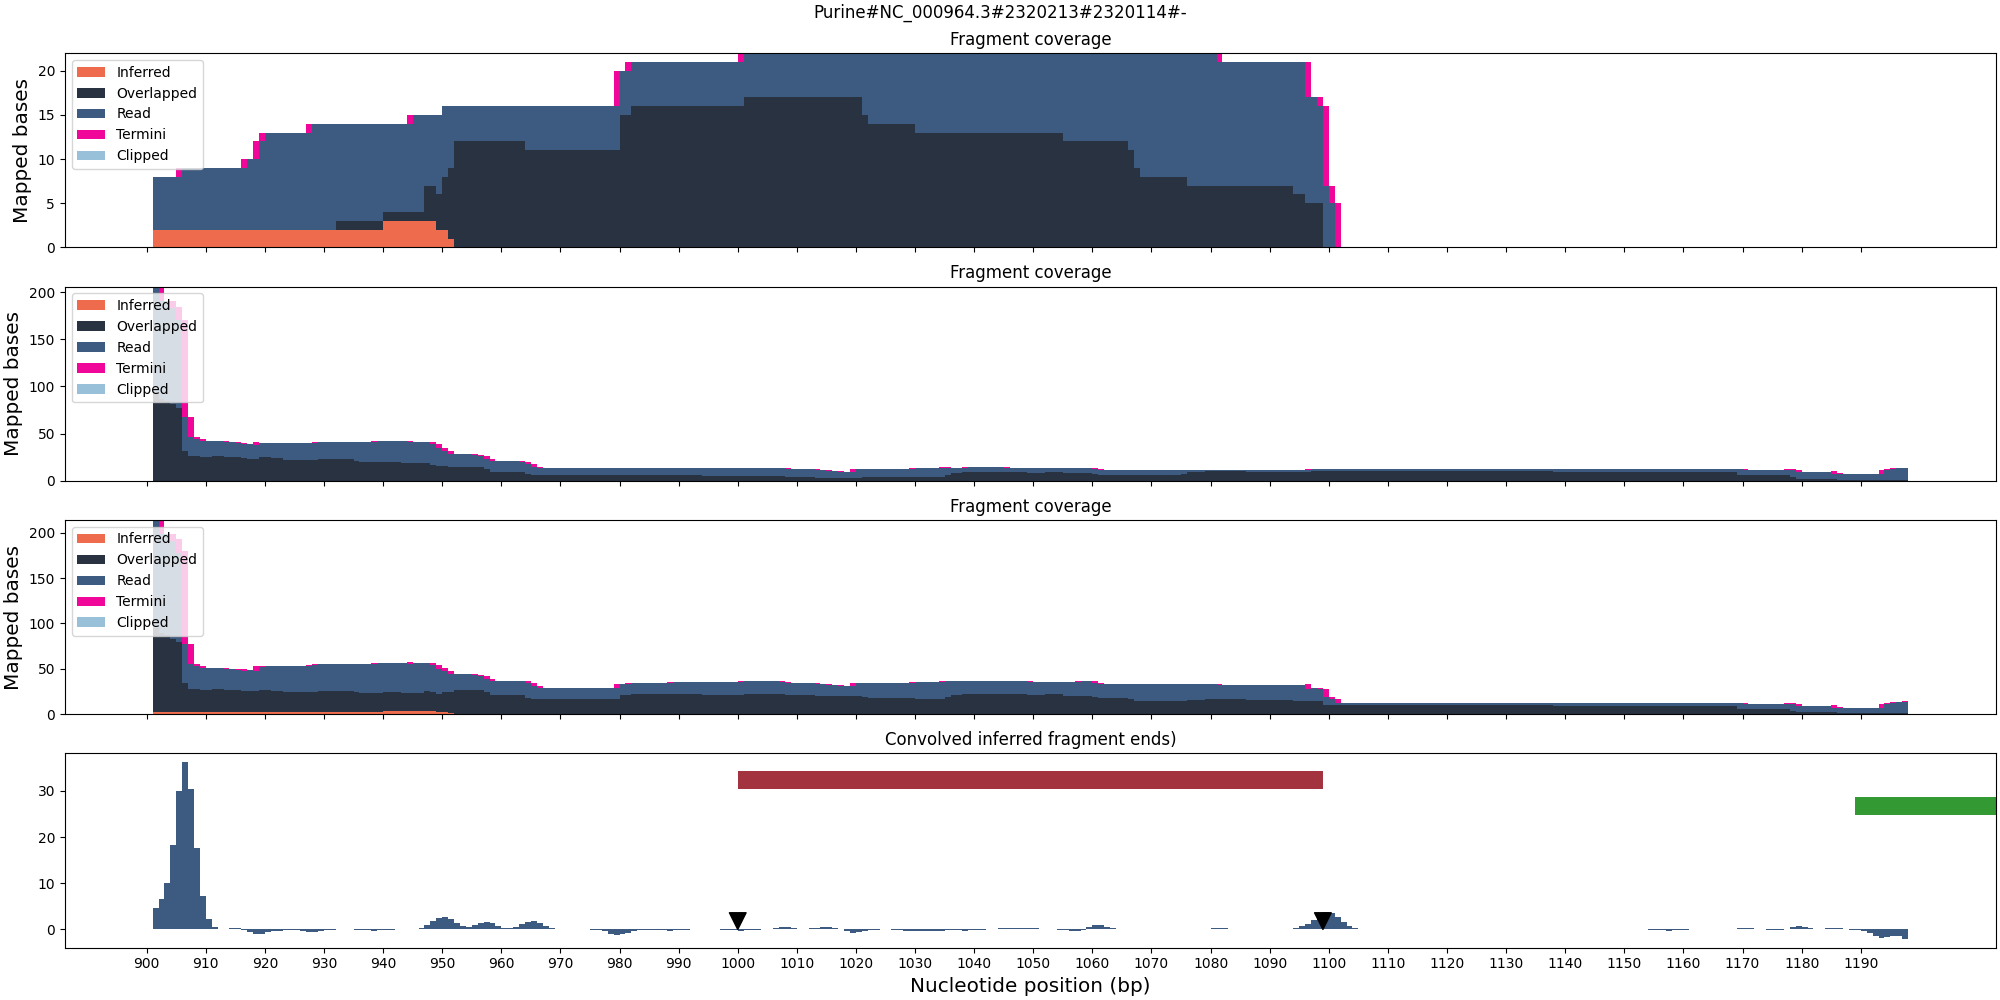 Purine#NC_000964.3#2320213#2320114#-
Fragment coverage
Mapped bases
20
15
10
5
0
Inferred
Overlapped
Read
Termini
Clipped
Fragment coverage
Mapped bases
200
150
100
50
0
Inferred
Overlapped
Read
Termini
Clipped
Fragment coverage
Mapped bases
200
150
100
50
0
Inferred
Overlapped
Read
Termini
Clipped
Convolved inferred fragment ends)
30
20
10
0
900 910 920 930 940 950 960 970 980 990 1000 1010 1020 1030 1040 1050 1060 1070 1080 1090 1100 1110 1120 1130 1140 1150 1160 1170 1180 1190
Nucleotide position (bp)